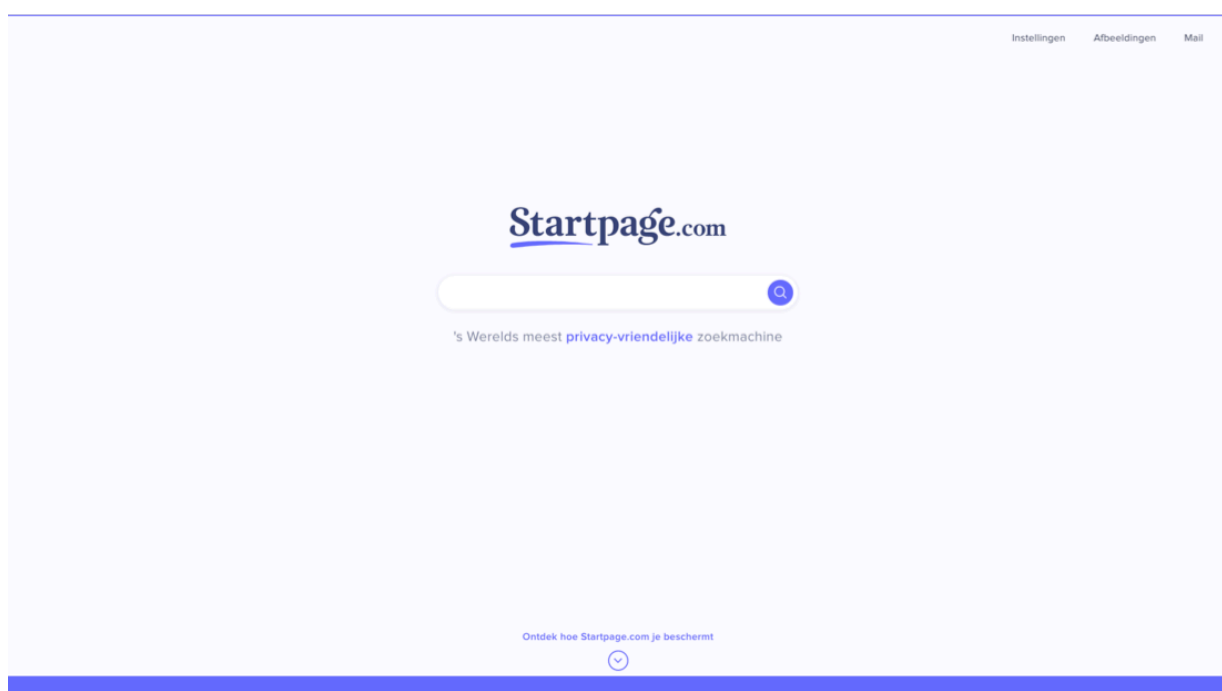 Instellingen Afbeeldingen Mail
Startpage.com
's Werelds meest privacy-vriendelijke zoekmachine
Ontdek hoe Startpage.com je beschermt